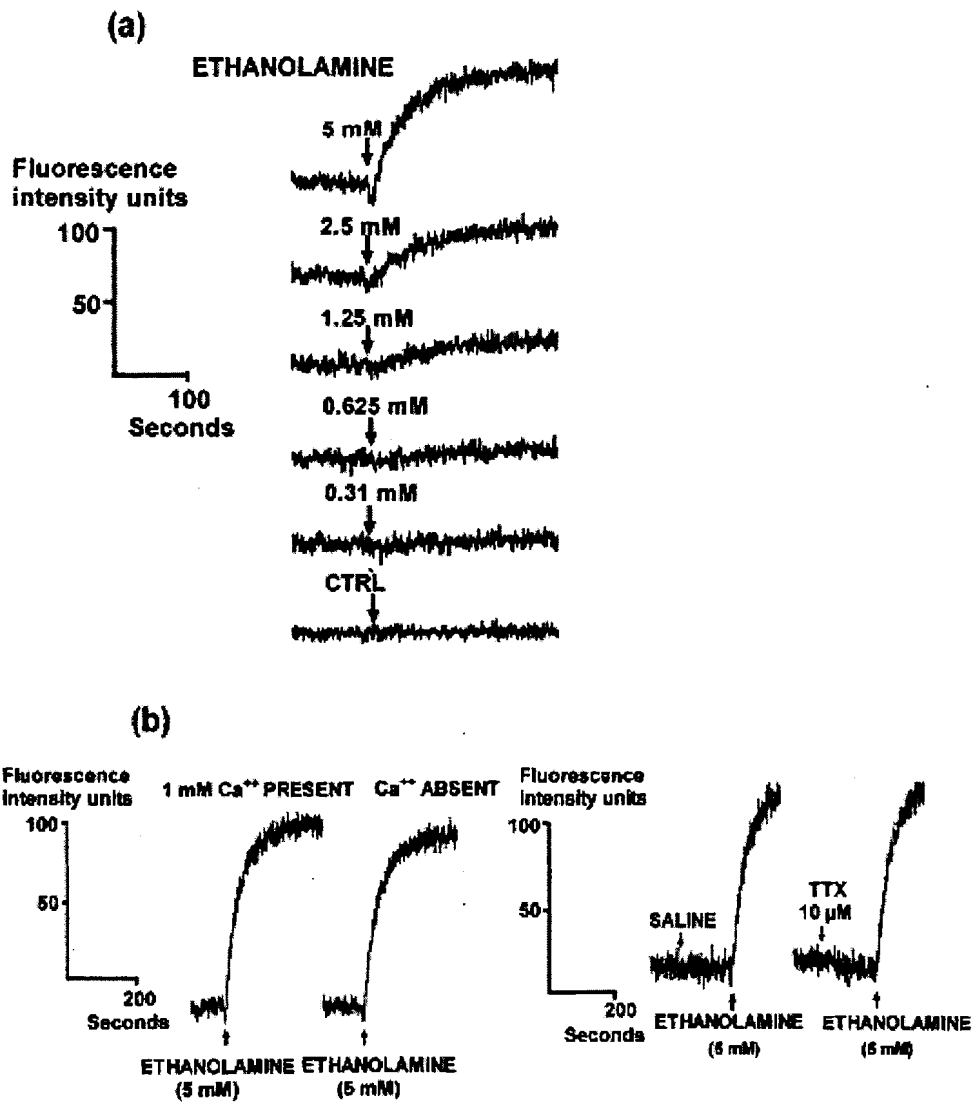 (a)
ETHANOLAMINE
5 mM
Fluorescence
intensity units
100
50
100
Seconds
2.5 mM
1.25 mM
0.625 mM
0.31 mM
CTRL
(b)
Fluorescence
intensity units
1 mM Ca++ PRESENT
Ca++ ABSENT
100
50
200
Seconds
ETHANOLAMINE
(5 mM)
ETHANOLAMINE
(5 mM)
Fluorescence
intensity units
100
50
200
Seconds
SALINE
TTX
10 µM
ETHANOLAMINE
(5 mM)
ETHANOLAMINE
(5 mM)